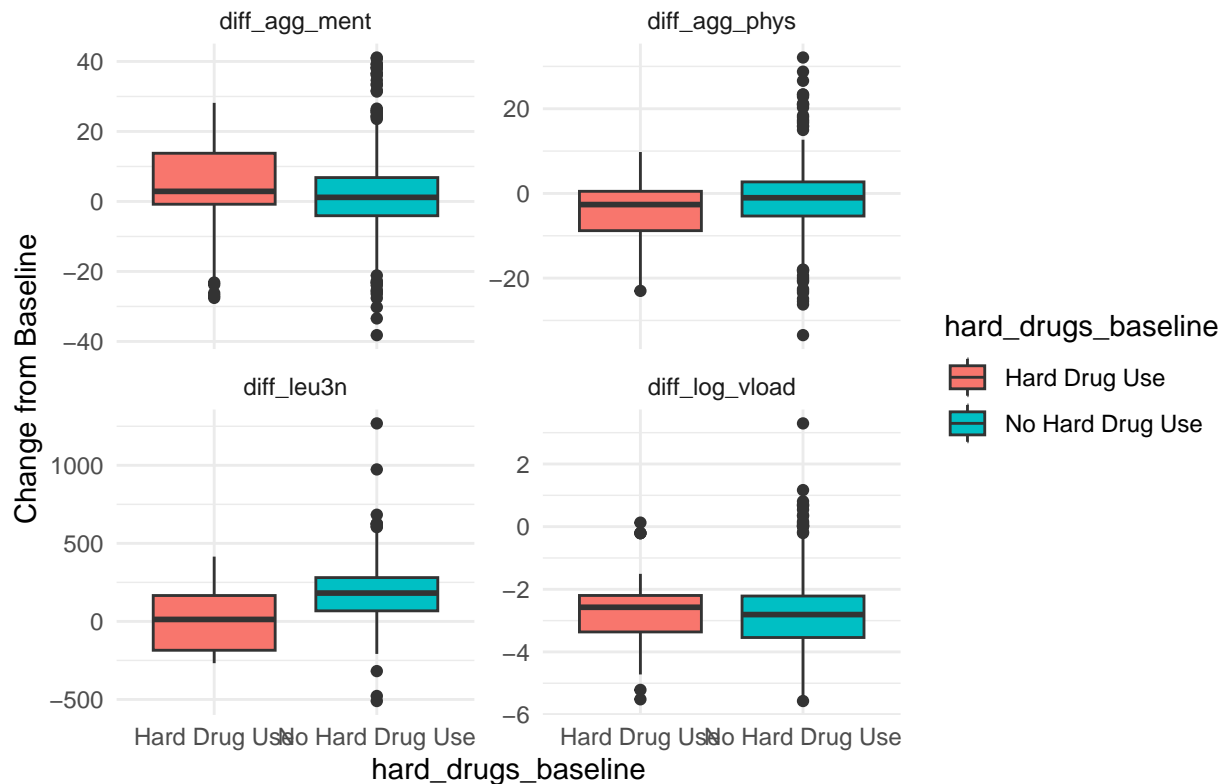 diff_agg_ment
diff_agg_phys
40
20
0
−20
−40
20
0
−20
diff_leu3n
diff_log_vload
1000
500
0
−500
2
0
−2
−4
−6
Hard Drug Use
No Hard Drug Use
Hard Drug Use
No Hard Drug Use
hard_drugs_baseline
Change from Baseline
hard_drugs_baseline
Hard Drug Use
No Hard Drug Use